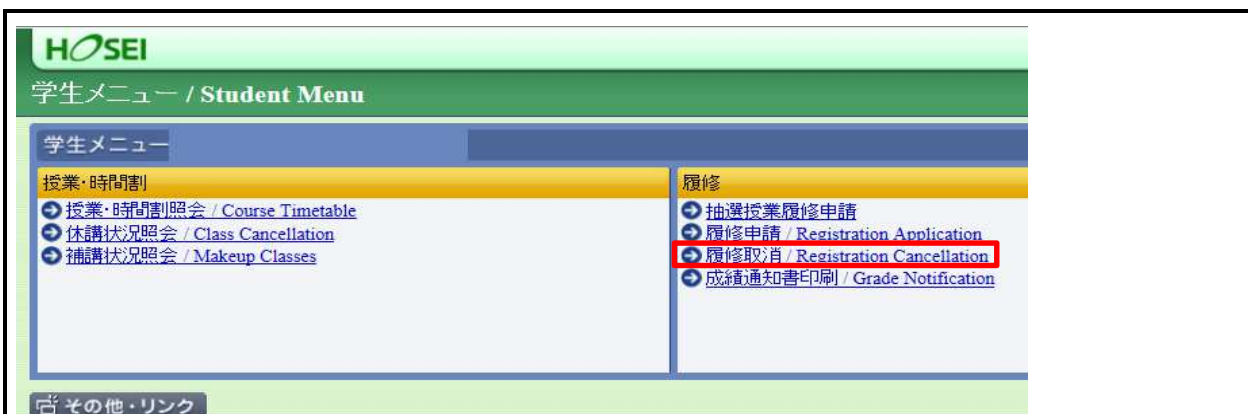 HOSEI
学生メニュー / Student Menu
学生メニュー
授業・時間割
授業・時間割照会 / Course Timetable
休講状況照会 / Class Cancellation
補講状況照会 / Makeup Classes
履修
抽選授業履修申請
履修申請 / Registration Application
履修取消 / Registration Cancellation
成績通知書印刷 / Grade Notification
その他・リンク